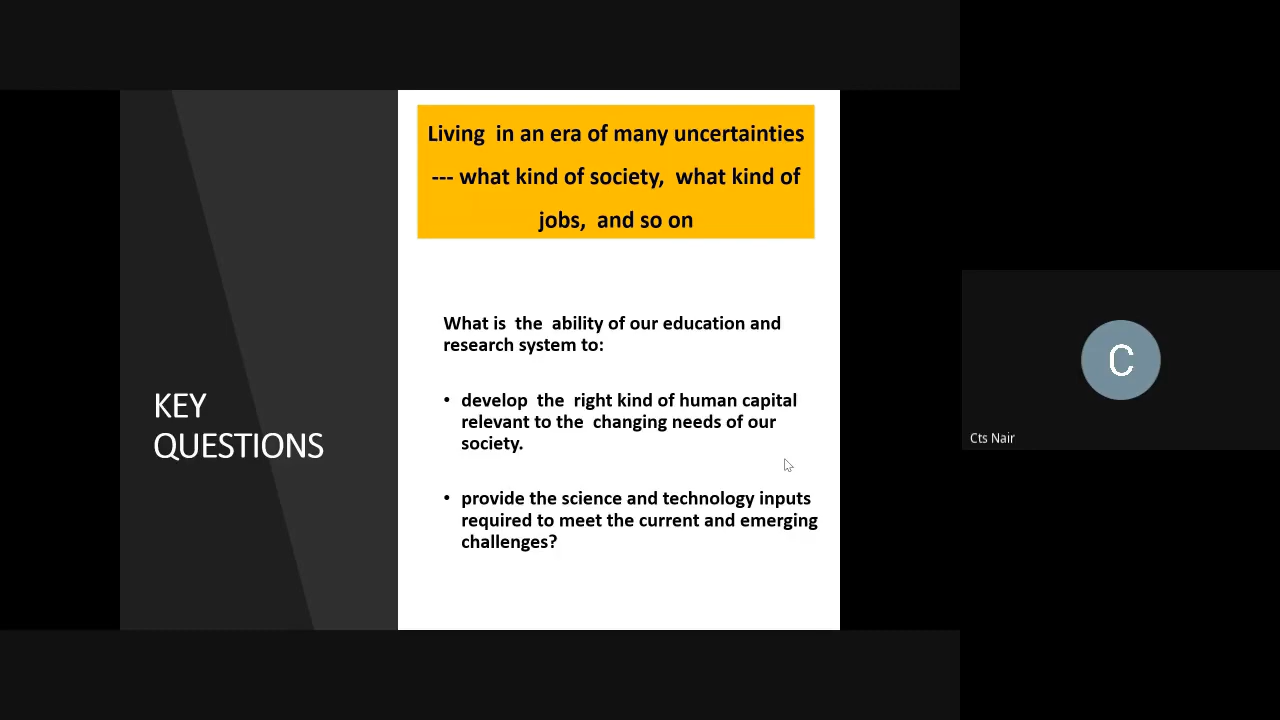 Living  in an era of many uncertainties
--- what kind of society,  what kind of
jobs,  and so on
What is  the  ability of our education and
research system to:
• develop  the  right kind of human capital
relevant to the  changing needs of our
society.
• provide the science and technology inputs
required to meet the current and emerging
challenges?
KEY
QUESTIONS
C
Cts Nair